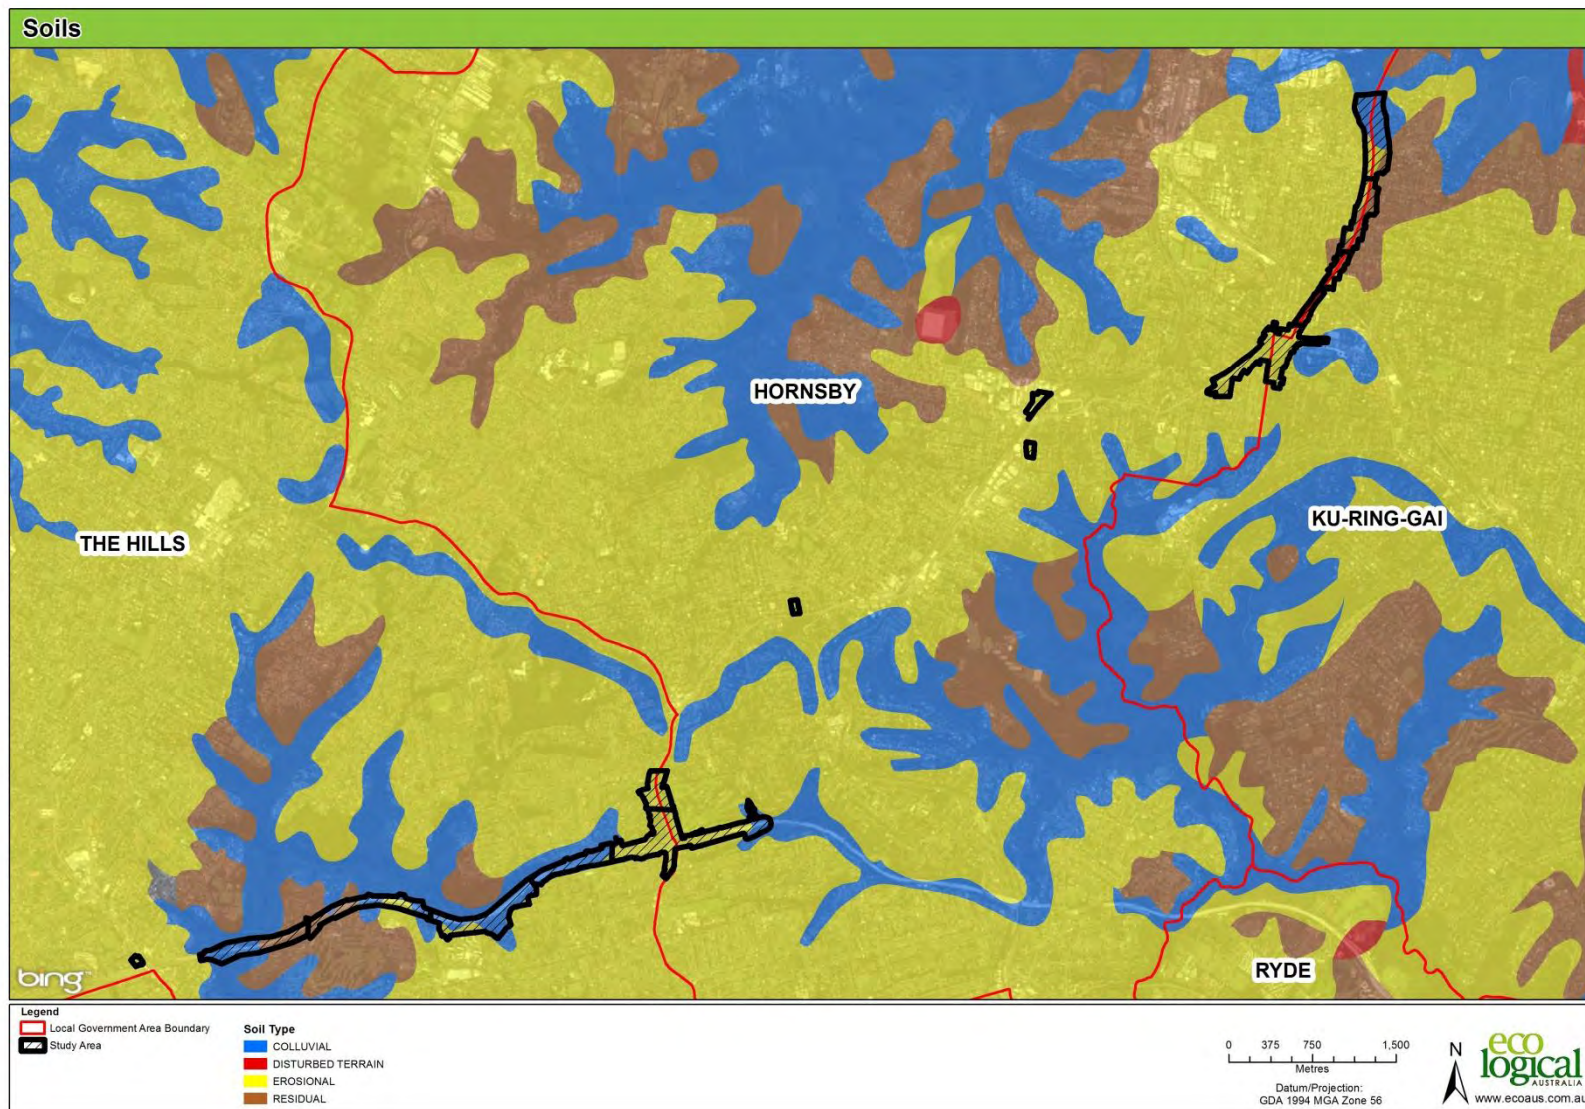 Soils
HORNSBY
KU-RING-GAI
THE HILLS
RYDE
bing™
Legend
Local Government Area Boundary
Study Area
Soil Type
COLLUVIAL
DISTURBED TERRAIN
EROSIONAL
RESIDUAL
0 375 750 1,500
Metres
Datum/Projection:
GDA 1994 MGA Zone 56
N
eco
logical
AUSTRALIA
www.ecoaus.com.au